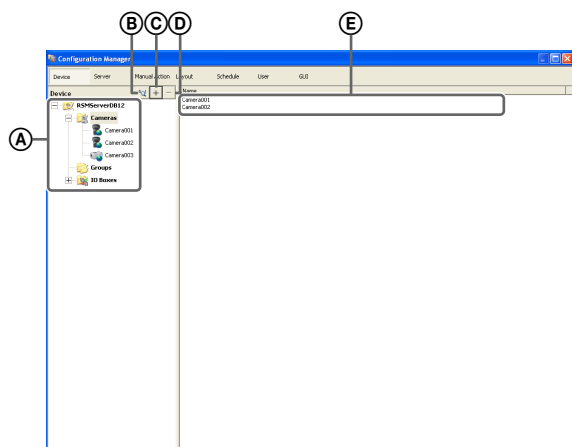 B C D E
Configuration Manager
Device Server Manual Action Layout Schedule User GUI
Device + − Name
RSMServerDB12
Camera001
Camera002
Cameras
Camera001
Camera002
Camera003
Groups
IO Boxes
A